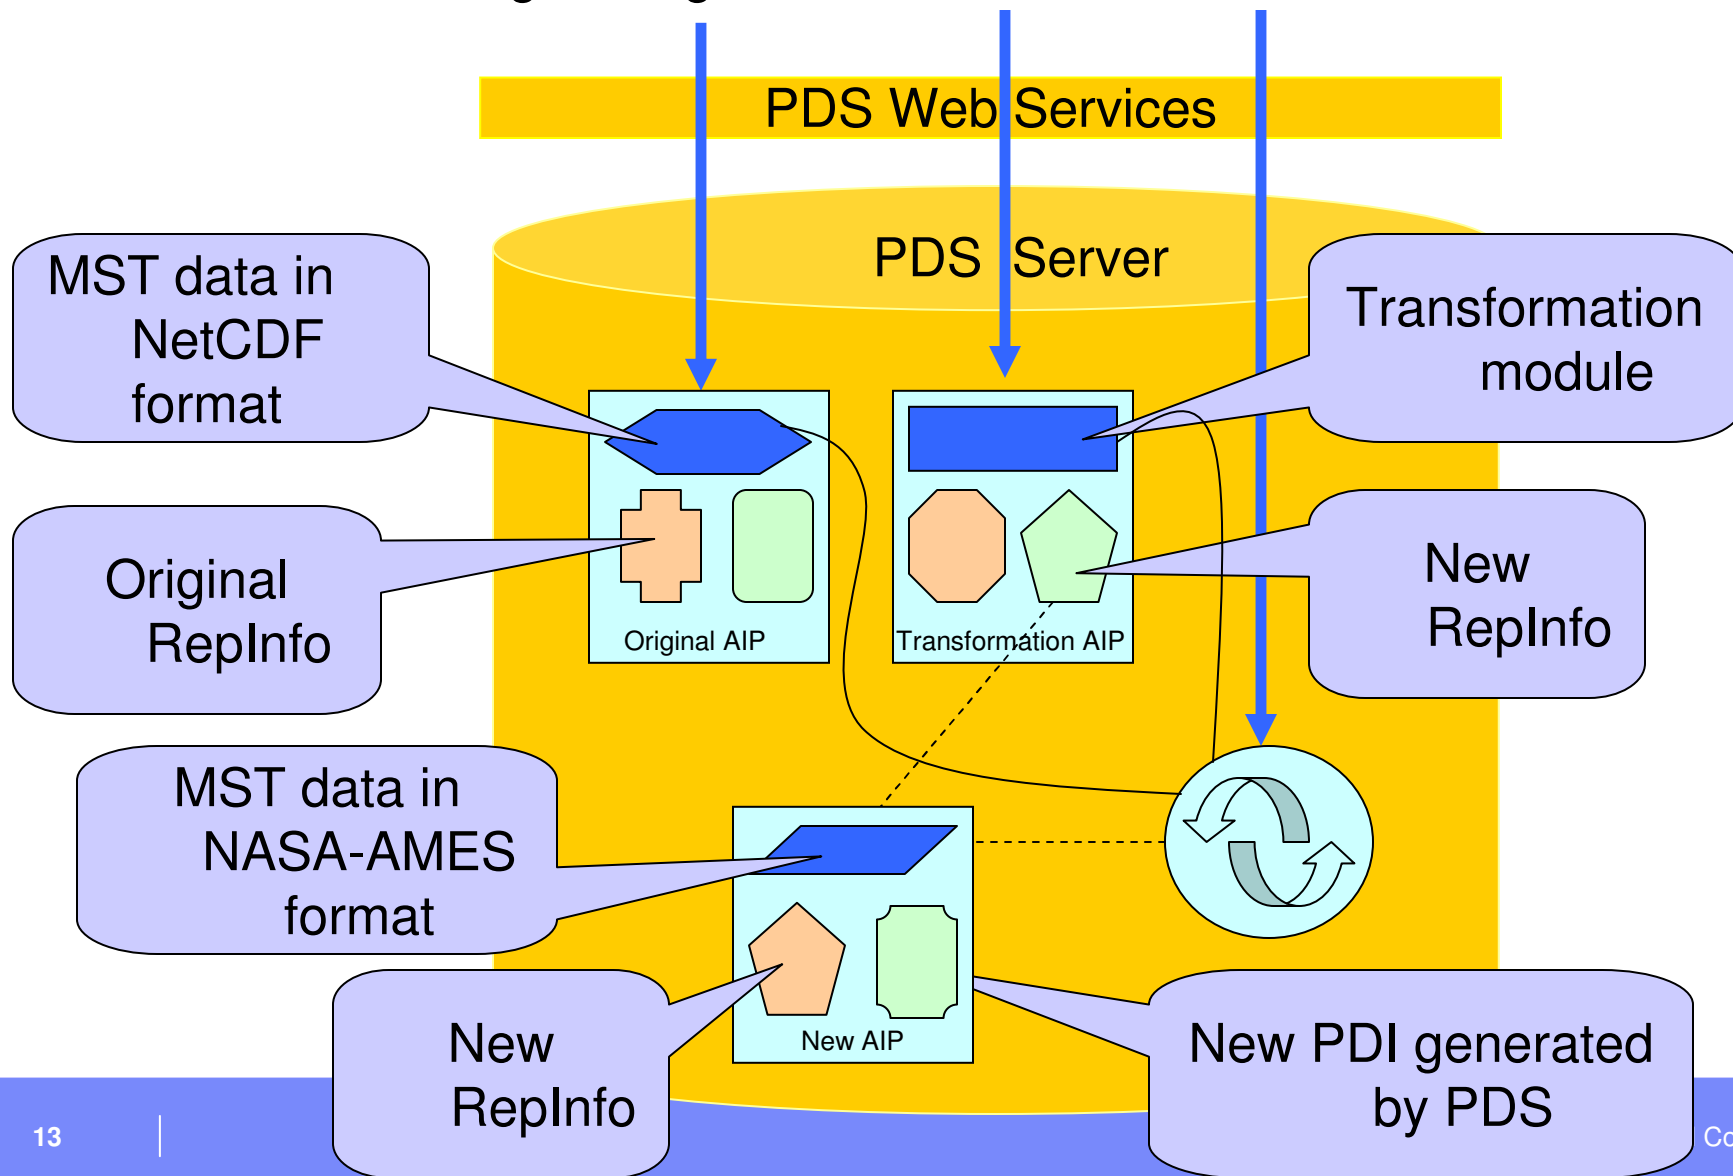 PDS Web Services
PDS Server
MST data in
NetCDF
format
Transformation
module
Original
RepInfo
New
RepInfo
Original AIP
Transformation AIP
MST data in
NASA-AMES
format
New
RepInfo
New AIP
New PDI generated
by PDS
13